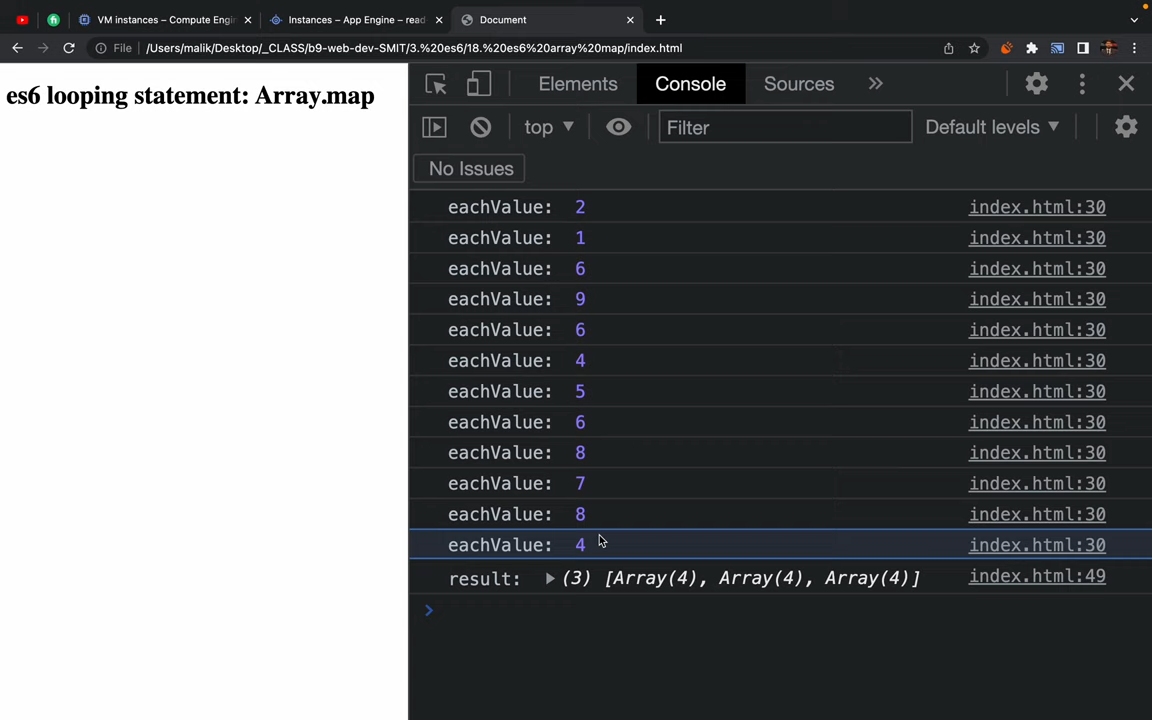 VM instances – Compute Engin
Instances – App Engine – read
Document
File
/Users/malik/Desktop/_CLASS/b9-web-dev-SMIT/3.%20es6/18.%20es6%20array%20map/index.html
es6 looping statement: Array.map
Elements
Console
Sources
top
Filter
Default levels
No Issues
eachValue: 2 index.html:30
eachValue: 1 index.html:30
eachValue: 6 index.html:30
eachValue: 9 index.html:30
eachValue: 6 index.html:30
eachValue: 4 index.html:30
eachValue: 5 index.html:30
eachValue: 6 index.html:30
eachValue: 8 index.html:30
eachValue: 7 index.html:30
eachValue: 8 index.html:30
eachValue: 4 index.html:30
result: (3) [Array(4), Array(4), Array(4)] index.html:49